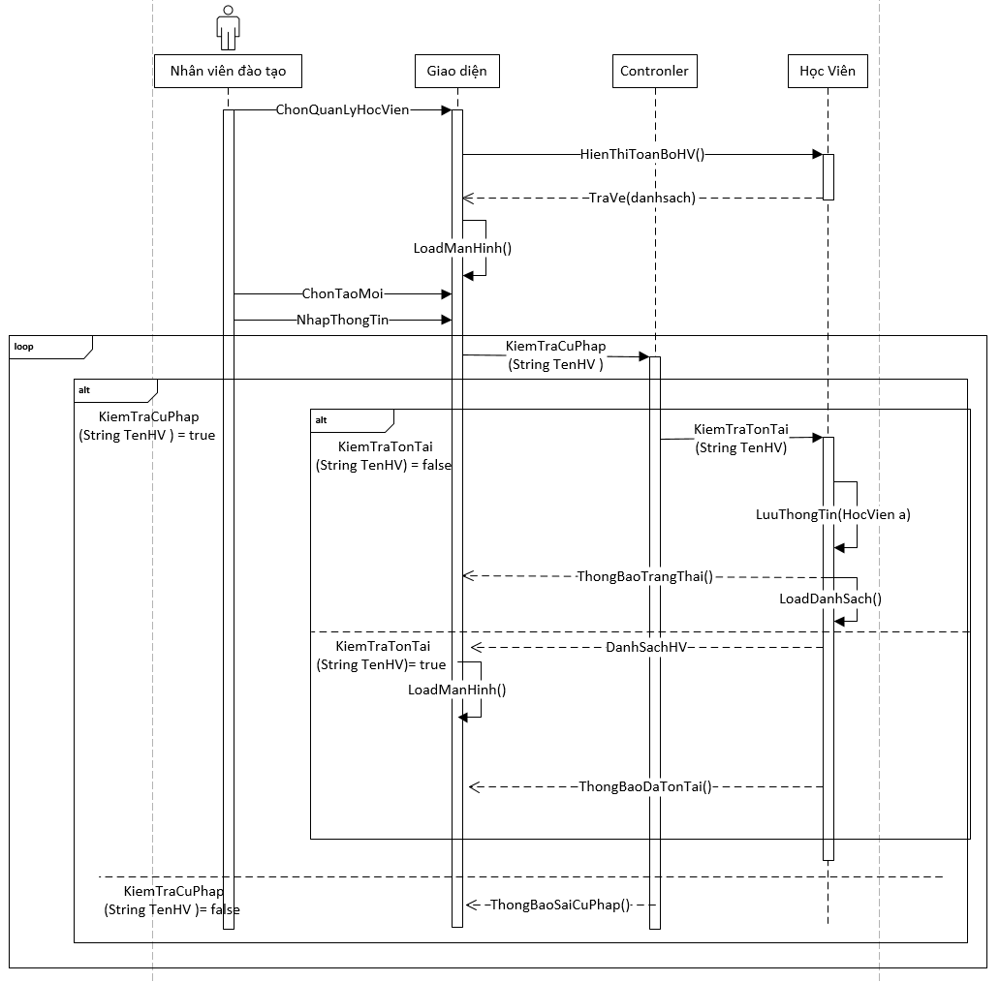 Nhân viên đào tạo
Giao diện
Contronler
Học Viên
ChonQuanLyHocVien
HienThiToanBoHV()
TraVe(danhsach)
LoadManHinh()
ChonTaoMoi
NhapThongTin
loop
KiemTraCuPhap
(String TenHV )
alt
KiemTraCuPhap
(String TenHV ) = true
alt
KiemTraTonTai
(String TenHV)
KiemTraTonTai
(String TenHV) = false
LuuThongTin(HocVien a)
ThongBaoTrangThai()
LoadDanhSach()
KiemTraTonTai
(String TenHV)= true
DanhSachHV
LoadManHinh()
ThongBaoDaTonTai()
KiemTraCuPhap
(String TenHV )= false
ThongBaoSaiCuPhap()